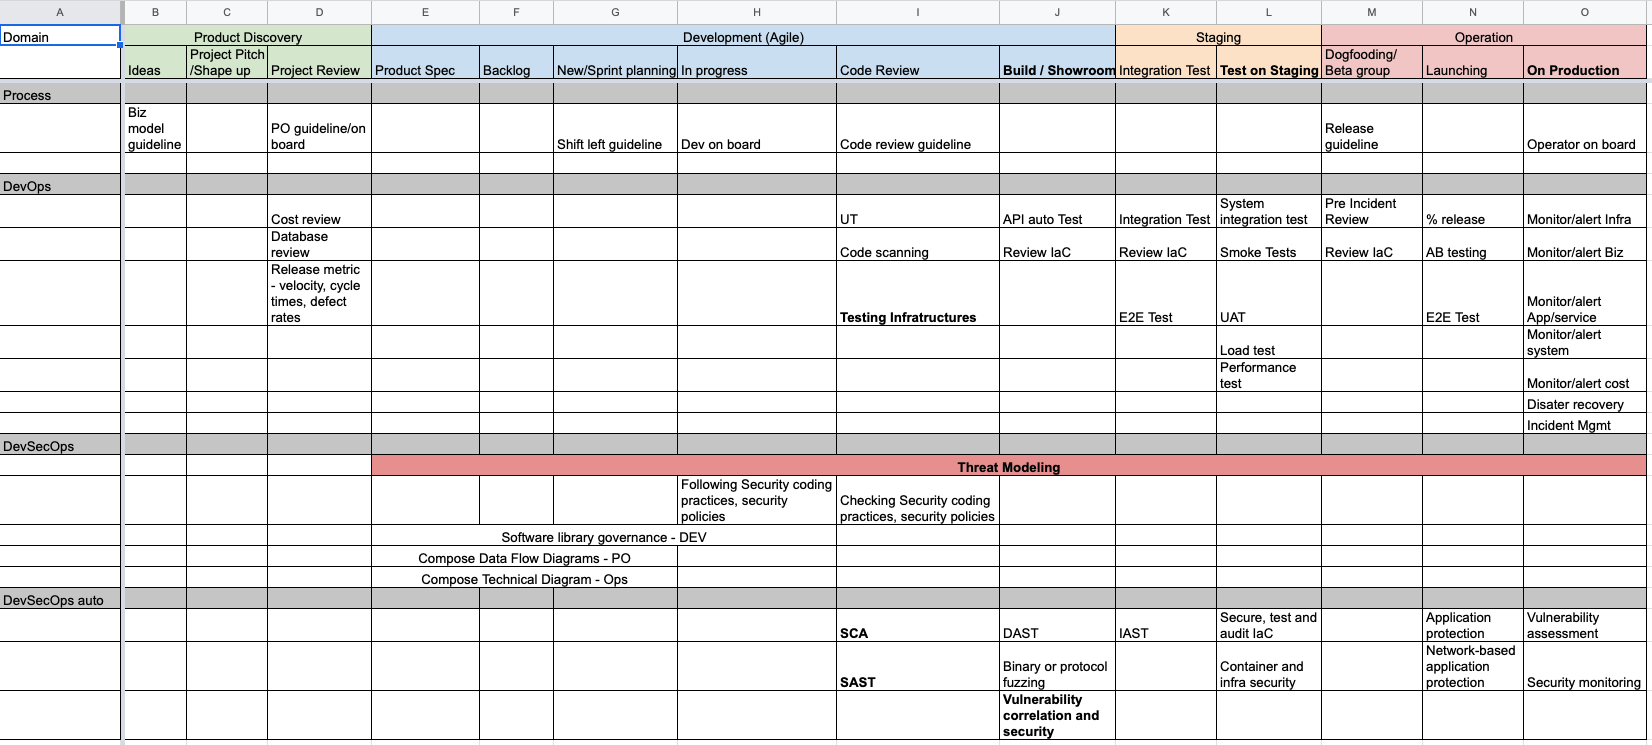 A B C D E F G H I J K L M N O
Domain Product Discovery Development (Agile) Staging Operation
Ideas Project Pitch /Shape up Project Review Product Spec Backlog New/Sprint planning In progress Code Review Build / Showroom Integration Test Test on Staging Dogfooding/ Beta group Launching On Production
Process
Biz model guideline PO guideline/on board Shift left guideline Dev on board Code review guideline Release guideline Operator on board
DevOps
Cost review UT API auto Test Integration Test System integration test Pre Incident Review % release Monitor/alert Infra
Database review Code scanning Review IaC Review IaC Smoke Tests Review IaC AB testing Monitor/alert Biz
Release metric - velocity, cycle times, defect rates Testing Infratructures E2E Test UAT E2E Test Monitor/alert App/service
Load test Monitor/alert system
Performance test Monitor/alert cost
Disater recovery
Incident Mgmt
DevSecOps
Threat Modeling
Following Security coding practices, security policies Checking Security coding practices, security policies
Software library governance - DEV
Compose Data Flow Diagrams - PO
Compose Technical Diagram - Ops
DevSecOps auto
SCA DAST IAST Secure, test and audit IaC Application protection Vulnerability assessment
SAST Binary or protocol fuzzing Container and infra security Network-based application protection Security monitoring
Vulnerability correlation and security